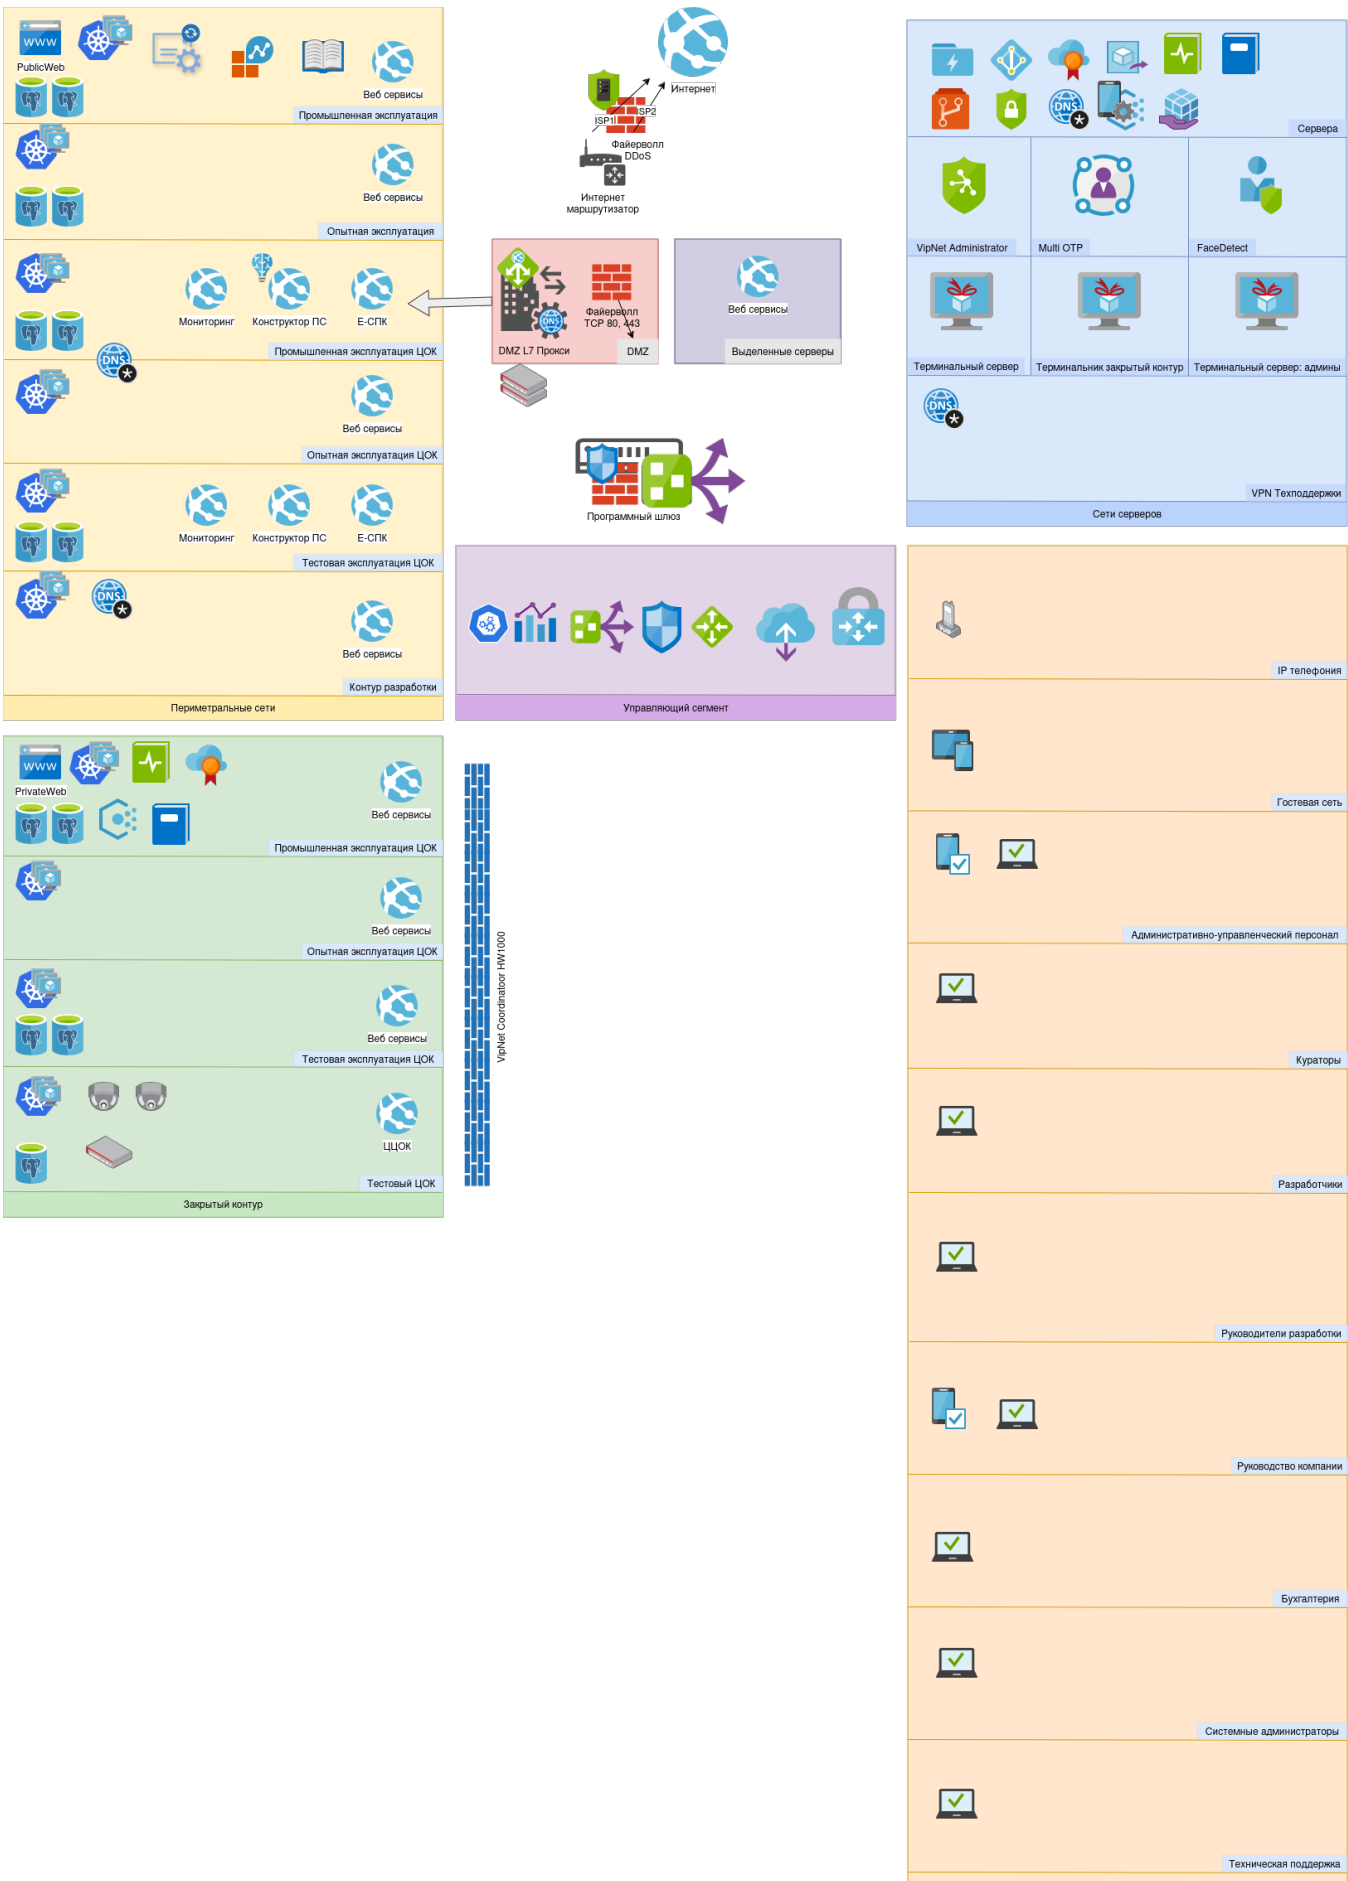 www
PublicWeb
Веб сервисы
Промышленная эксплуатация
Веб сервисы
Опытная эксплуатация
Мониторинг
Конструктор ПС
Е-СПК
Промышленная эксплуатация ЦОК
DNS
Веб сервисы
Опытная эксплуатация ЦОК
Мониторинг
Конструктор ПС
Е-СПК
Тестовая эксплуатация ЦОК
DNS
Веб сервисы
Контур разработки
Периметральные сети
www
PrivateWeb
Веб сервисы
Промышленная эксплуатация ЦОК
Веб сервисы
Опытная эксплуатация ЦОК
Веб сервисы
Тестовая эксплуатация ЦОК
ЦЦОК
Тестовый ЦОК
Закрытый контур
Интернет
ISP1
ISP2
Файерволл
DDoS
Интернет
маршрутизатор
DNS
Файерволл
TCP 80, 443
DMZ L7 Прокси
DMZ
Веб сервисы
Выделенные серверы
Программный шлюз
Управляющий сегмент
VipNet Coordinatoor HW1000
DNS
Сервера
VipNet Administrator
Multi OTP
FaceDetect
Терминальный сервер
Терминальник закрытый контур
Терминальный сервер: админы
DNS
VPN Техподдержки
Сети серверов
IP телефония
Гостевая сеть
Административно-управленческий персонал
Кураторы
Разработчики
Руководители разработки
Руководство компании
Бухгалтерия
Системные администраторы
Техническая поддержка